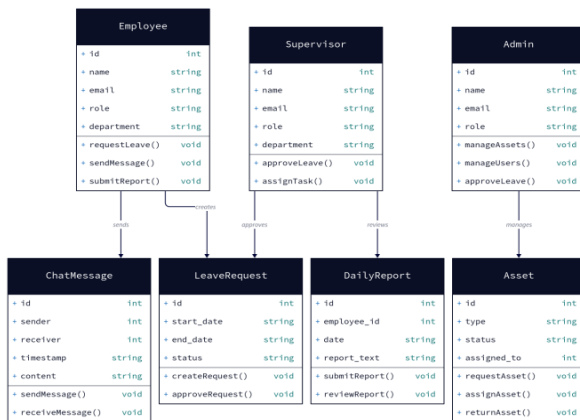 Employee
+ id int
+ name string
+ email string
+ role string
+ department string
+ requestLeave() void
+ sendMessage() void
+ submitReport() void
Supervisor
+ id int
+ name string
+ email string
+ role string
+ department string
+ approveLeave() void
+ assignTask() void
Admin
+ id int
+ name string
+ email string
+ role string
+ manageAssets() void
+ manageUsers() void
+ approveLeave() void
sends
creates
approves
reviews
manages
ChatMessage
+ id int
+ sender int
+ receiver int
+ timestamp string
+ content string
+ sendMessage() void
+ receiveMessage() void
LeaveRequest
+ id int
+ start_date string
+ end_date string
+ status string
+ createRequest() void
+ approveRequest() void
DailyReport
+ id int
+ employee_id int
+ date string
+ report_text string
+ submitReport() void
+ reviewReport() void
Asset
+ id int
+ type string
+ status string
+ assigned_to int
+ requestAsset() void
+ assignAsset() void
+ returnAsset() void